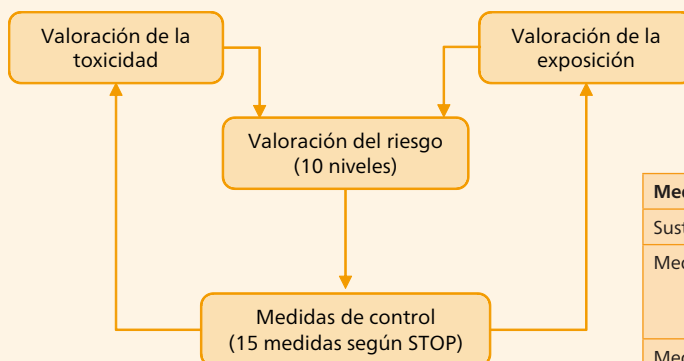 Valoración de la
toxicidad
Valoración de la
exposición
Valoración del riesgo
(10 niveles)
Medidas de control
(15 medidas según STOP)